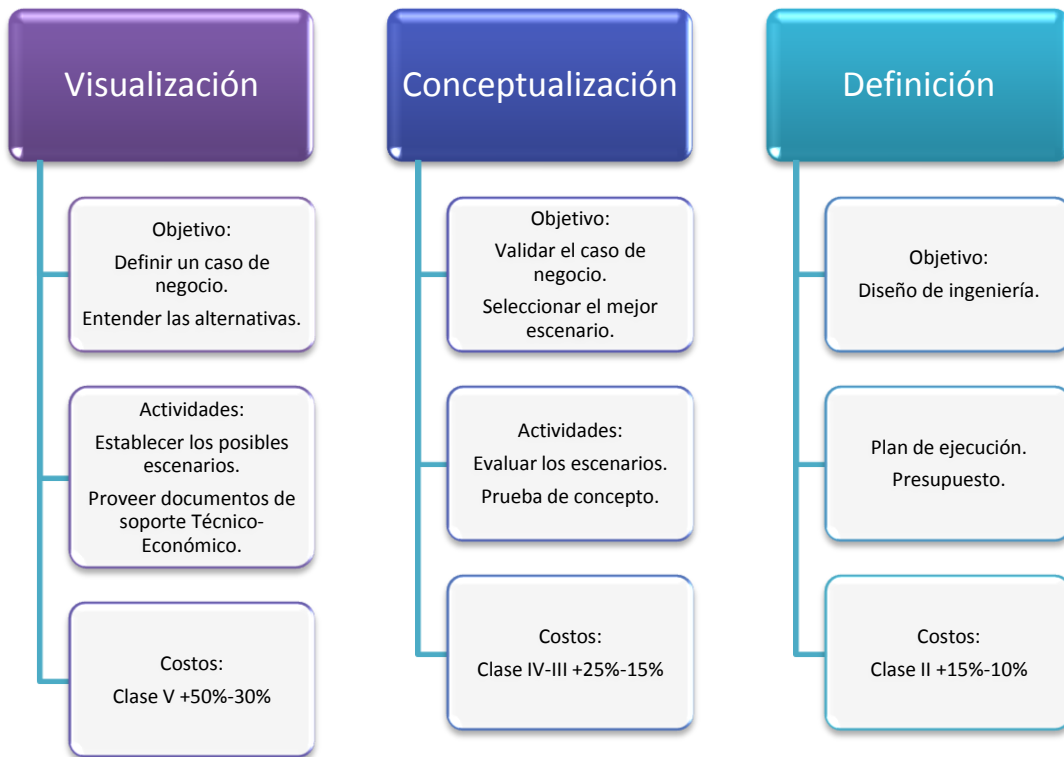 Visualización
Objetivo:
Definir un caso de
negocio.
Entender las alternativas.
Actividades:
Establecer los posibles
escenarios.
Proveer documentos de
soporte Técnico-
Económico.
Costos:
Clase V +50%-30%
Conceptualización
Objetivo:
Validar el caso de
negocio.
Seleccionar el mejor
escenario.
Actividades:
Evaluar los escenarios.
Prueba de concepto.
Costos:
Clase IV-III +25%-15%
Definición
Objetivo:
Diseño de ingeniería.
Plan de ejecución.
Presupuesto.
Costos:
Clase II +15%-10%